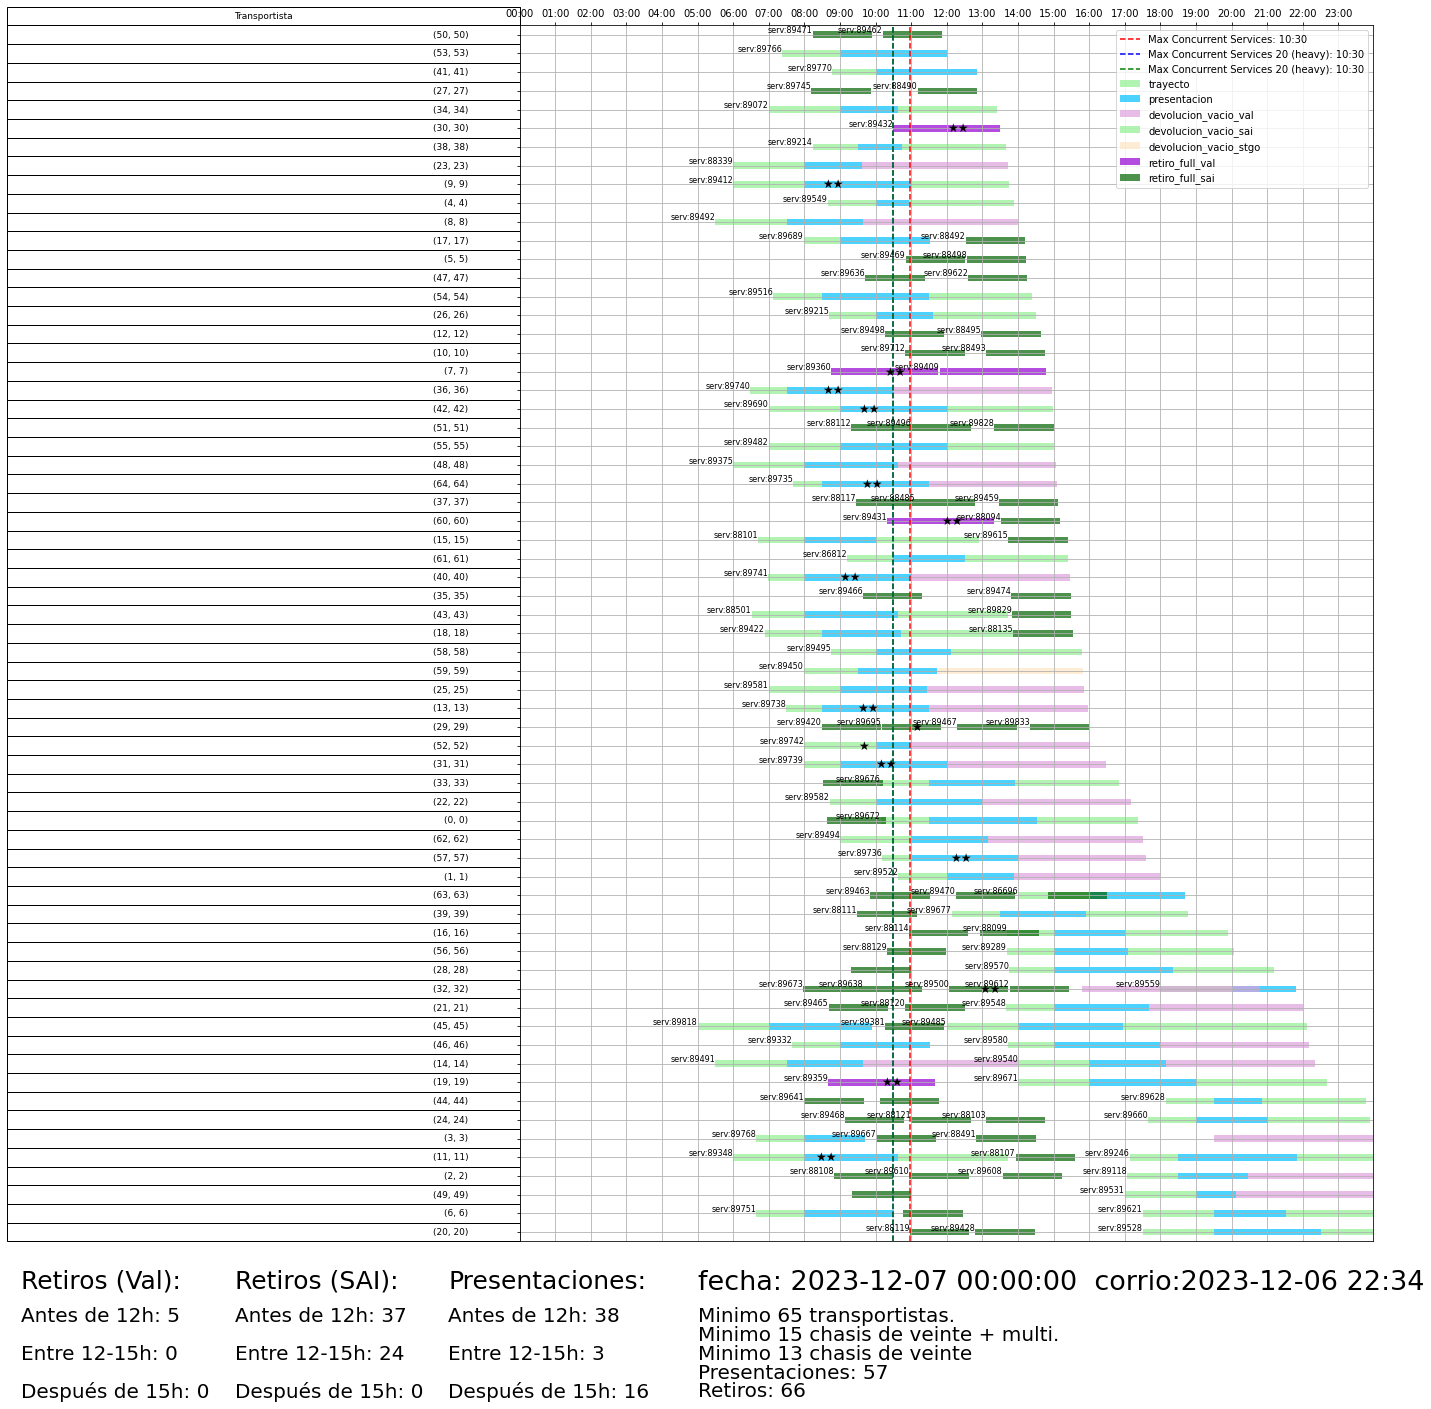 Transportista
00:00 01:00 02:00 03:00 04:00 05:00 06:00 07:00 08:00 09:00 10:00 11:00 12:00 13:00 14:00 15:00 16:00 17:00 18:00 19:00 20:00 21:00 22:00 23:00
Max Concurrent Services: 10:30
Max Concurrent Services 20 (heavy): 10:30
Max Concurrent Services 20 (heavy): 10:30
trayecto
presentacion
devolucion_vacio_val
devolucion_vacio_sai
devolucion_vacio_stgo
retiro_full_val
retiro_full_sai
(50, 50) serv:89471 serv:89462
(53, 53) serv:89766
(41, 41) serv:89770
(27, 27) serv:89745 serv:88490
(34, 34) serv:89072
(30, 30) serv:89432
(38, 38) serv:89214
(23, 23) serv:88339
(9, 9) serv:89412
(4, 4) serv:89549
(8, 8) serv:89492
(17, 17) serv:89689 serv:88492
(5, 5) serv:89469 serv:88498
(47, 47) serv:89636 serv:89622
(54, 54) serv:89516
(26, 26) serv:89215
(12, 12) serv:89498 serv:88495
(10, 10) serv:89712 serv:88493
(7, 7) serv:89360 serv:89409
(36, 36) serv:89740
(42, 42) serv:89690
(51, 51) serv:88112 serv:89496 serv:89828
(55, 55) serv:89482
(48, 48) serv:89375
(64, 64) serv:89735
(37, 37) serv:88117 serv:88485 serv:89459
(60, 60) serv:89431 serv:88094
(15, 15) serv:88101 serv:89615
(61, 61) serv:86812
(40, 40) serv:89741
(35, 35) serv:89466 serv:89474
(43, 43) serv:88501 serv:89829
(18, 18) serv:89422 serv:88135
(58, 58) serv:89495
(59, 59) serv:89450
(25, 25) serv:89581
(13, 13) serv:89738
(29, 29) serv:89420 serv:89695 serv:89467 serv:89833
(52, 52) serv:89742
(31, 31) serv:89739
(33, 33) serv:89676
(22, 22) serv:89582
(0, 0) serv:89672
(62, 62) serv:89494
(57, 57) serv:89736
(1, 1) serv:89522
(63, 63) serv:89463 serv:89470 serv:86696
(39, 39) serv:88111 serv:89677
(16, 16) serv:88114 serv:88099
(56, 56) serv:88129 serv:89289
(28, 28) serv:89570
(32, 32) serv:89673 serv:89638 serv:89500 serv:89612 serv:89559
(21, 21) serv:89465 serv:88120 serv:89548
(45, 45) serv:89818 serv:89381 serv:89485
(46, 46) serv:89332 serv:89580
(14, 14) serv:89491 serv:89540
(19, 19) serv:89359 serv:89671
(44, 44) serv:89641 serv:89628
(24, 24) serv:89468 serv:88121 serv:88103 serv:89660
(3, 3) serv:89768 serv:89667 serv:88491
(11, 11) serv:89348 serv:88107 serv:89246
(2, 2) serv:88108 serv:89610 serv:89608 serv:89118
(49, 49) serv:89531
(6, 6) serv:89751 serv:89621
(20, 20) serv:88119 serv:89428 serv:89528
Retiros (Val):
Antes de 12h: 5
Entre 12-15h: 0
Después de 15h: 0
Retiros (SAI):
Antes de 12h: 37
Entre 12-15h: 24
Después de 15h: 0
Presentaciones:
Antes de 12h: 38
Entre 12-15h: 3
Después de 15h: 16
fecha: 2023-12-07 00:00:00 corrio:2023-12-06 22:34
Minimo 65 transportistas.
Minimo 15 chasis de veinte + multi.
Minimo 13 chasis de veinte
Presentaciones: 57
Retiros: 66